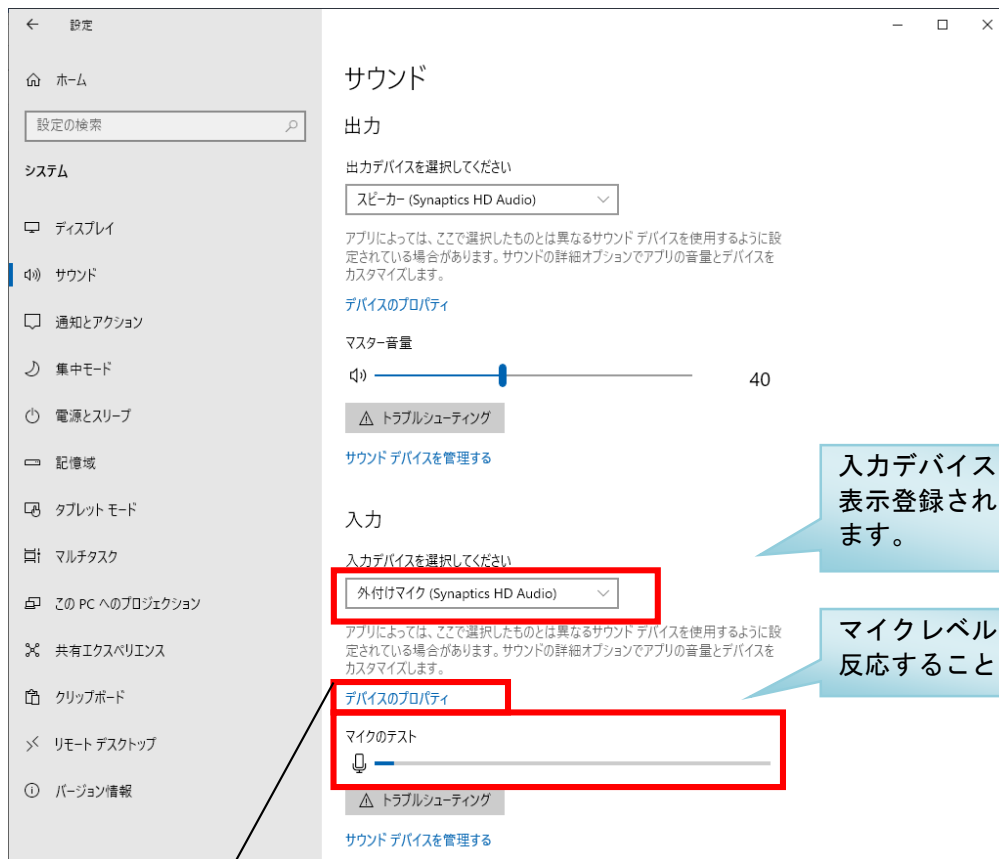 設定
ホーム
設定の検索
システム
ディスプレイ
サウンド
通知とアクション
集中モード
電源とスリープ
記憶域
タブレット モード
マルチタスク
この PC へのプロジェクション
共有エクスペリエンス
クリップボード
リモート デスクトップ
バージョン情報
サウンド
出力
出力デバイスを選択してください
スピーカー (Synaptics HD Audio)
アプリによっては、ここで選択したものとは異なるサウンド デバイスを使用するように設
定されている場合があります。サウンドの詳細オプションでアプリの音量とデバイスを
カスタマイズします。
デバイスのプロパティ
マスター音量
40
トラブルシューティング
サウンド デバイスを管理する
入力
入力デバイスを選択してください
外付けマイク (Synaptics HD Audio)
アプリによっては、ここで選択したものとは異なるサウンド デバイスを使用するように設
定されている場合があります。サウンドの詳細オプションでアプリの音量とデバイスを
カスタマイズします。
デバイスのプロパティ
マイクのテスト
トラブルシューティング
サウンド デバイスを管理する
入力デバイス
表示登録され
ます。
マイクレベル
反応すること